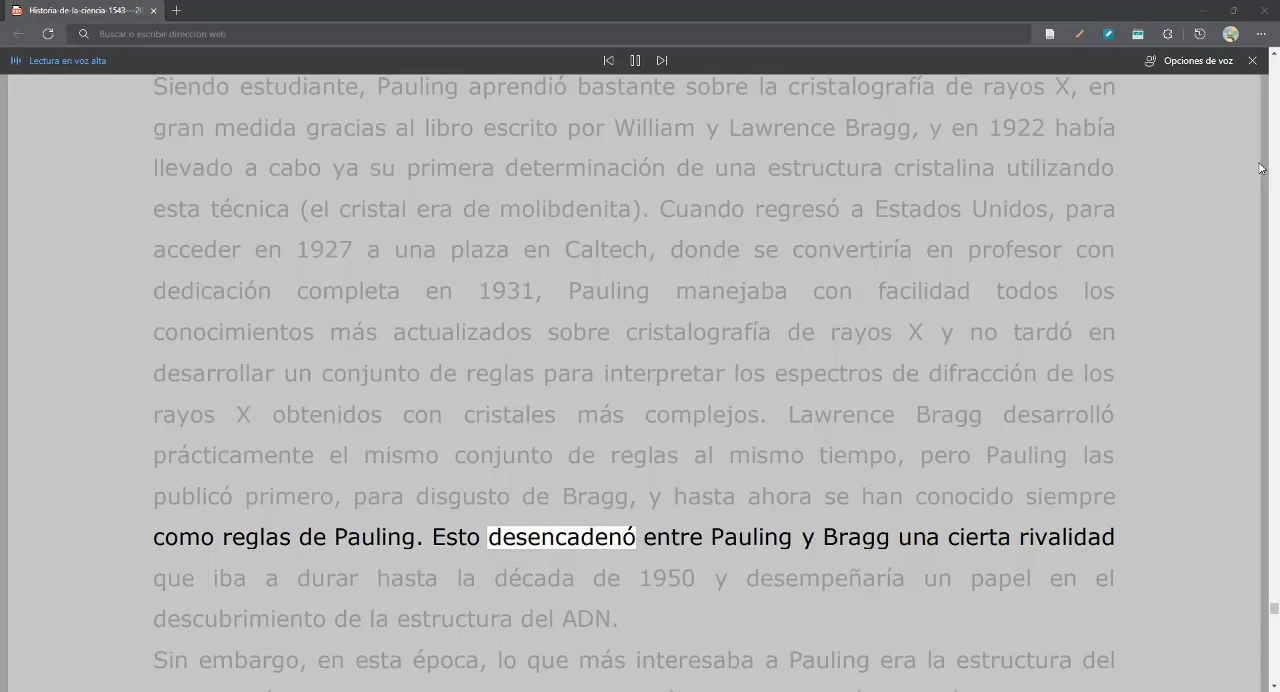 Historia-de-la-ciencia-1543---20
Buscar o escribir dirección web
Lectura en voz alta
Opciones de voz
Siendo estudiante, Pauling aprendió bastante sobre la cristalografía de rayos X, en
gran medida gracias al libro escrito por William y Lawrence Bragg, y en 1922 había
llevado a cabo ya su primera determinación de una estructura cristalina utilizando
esta técnica (el cristal era de molibdenita). Cuando regresó a Estados Unidos, para
acceder en 1927 a una plaza en Caltech, donde se convertiría en profesor con
dedicación completa en 1931, Pauling manejaba con facilidad todos los
conocimientos más actualizados sobre cristalografía de rayos X y no tardó en
desarrollar un conjunto de reglas para interpretar los espectros de difracción de los
rayos X obtenidos con cristales más complejos. Lawrence Bragg desarrolló
prácticamente el mismo conjunto de reglas al mismo tiempo, pero Pauling las
publicó primero, para disgusto de Bragg, y hasta ahora se han conocido siempre
como reglas de Pauling. Esto desencadenó entre Pauling y Bragg una cierta rivalidad
que iba a durar hasta la década de 1950 y desempeñaría un papel en el
descubrimiento de la estructura del ADN.
Sin embargo, en esta época, lo que más interesaba a Pauling era la estructura del